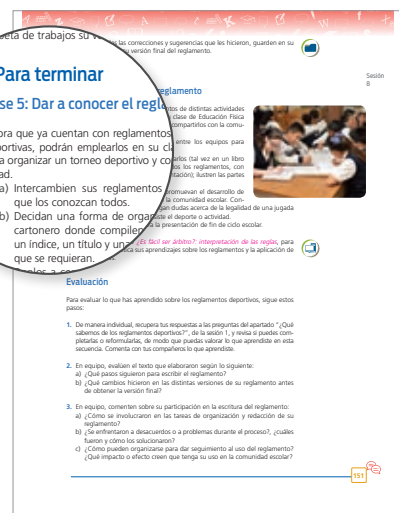 peta de trabajos su v
las correcciones y sugerencias que les hicieron, guarden en su
versión final del reglamento.
Sesión
8
Para terminar
se 5: Dar a conocer el regla
reglamento
ora que ya cuentan con reglamentos
portivas, podrán emplearlos en su cla
a organizar un torneo deportivo y co
ad.
a) Intercambien sus reglamentos
que los conozcan todos.
b) Decidan una forma de orga
cartonero donde compilen
un índice, un título y una
que se requieran.
tos de distintas actividades
clase de Educación Física
compartirlos con la comu-
entre los equipos para
arlos (tal vez en un libro
los reglamentos, con
tación); ilustren las partes
romuevan el desarrollo de
la comunidad escolar. Con-
gan dudas acerca de la legalidad de una jugada
ste el deporte o actividad.
a la presentación de fin de ciclo escolar.
¿Es fácil ser árbitro?: interpretación de las reglas, para
ca sus aprendizajes sobre los reglamentos y la aplicación de
Evaluación
Para evaluar lo que has aprendido sobre los reglamentos deportivos, sigue estos
pasos:
1. De manera individual, recupera tus respuestas a las preguntas del apartado "¿Qué
sabemos de los reglamentos deportivos?", de la sesión 1, y revisa si puedes com-
pletarlas o reformularlas, de modo que puedas valorar lo que aprendiste en esta
secuencia. Comenta con tus compañeros lo que aprendiste.
2. En equipo, evalúen el texto que elaboraron según lo siguiente:
a) ¿Qué pasos siguieron para escribir el reglamento?
b) ¿Qué cambios hicieron en las distintas versiones de su reglamento antes
de obtener la versión final?
3. En equipo, comenten sobre su participación en la escritura del reglamento:
a) ¿Cómo se involucraron en las tareas de organización y redacción de su
reglamento?
b) ¿Se enfrentaron a desacuerdos o a problemas durante el proceso?, ¿cuáles
fueron y cómo los solucionaron?
c) ¿Cómo pueden organizarse para dar seguimiento al uso del reglamento?
¿Qué impacto o efecto creen que tenga su uso en la comunidad escolar?
151